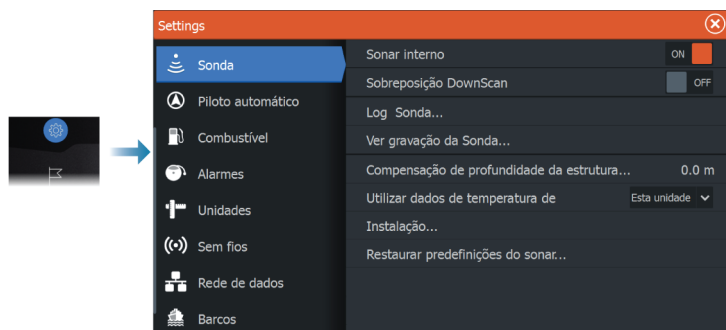 Settings
Sonda
Piloto automático
Combustível
Alarmes
Unidades
Sem fios
Rede de dados
Barcos
Sonar interno ON
Sobreposição DownScan OFF
Log Sonda...
Ver gravação da Sonda...
Compensação de profundidade da estrutura... 0.0 m
Utilizar dados de temperatura de Esta unidade
Instalação...
Restaurar predefinições do sonar...